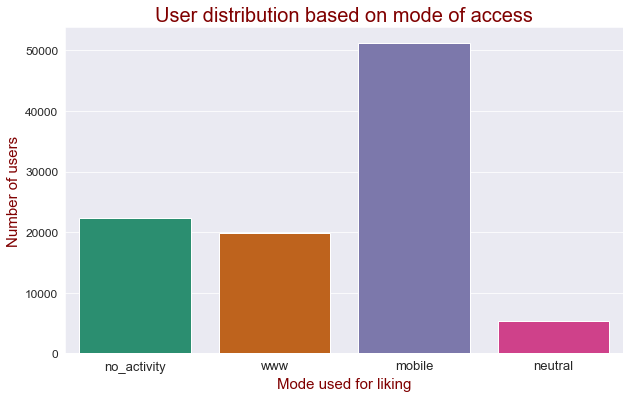 User distribution based on mode of access
Number of users
50000
40000
30000
20000
10000
0
no_activity www mobile neutral
Mode used for liking